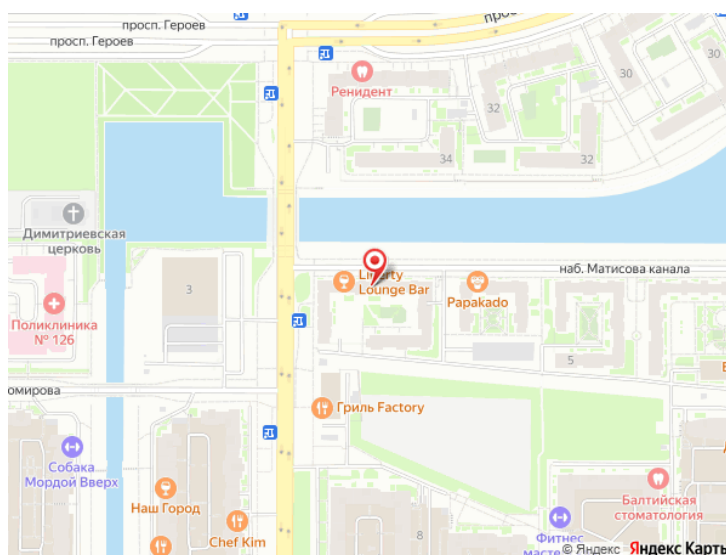 просп. Героев
просп. Героев
Ренидент
30
30
32
34
32
Димитриевская
церковь
наб. Матисова канала
Liberty
Lounge Bar
Papakado
3
Поликлиника
№ 126
5
омирова
Гриль Factory
Собака
Мордой Вверх
Наш Город
Chef Kim
8
Балтийская
стоматология
Фитнес
масте
© Яндекс Яндекс Карты